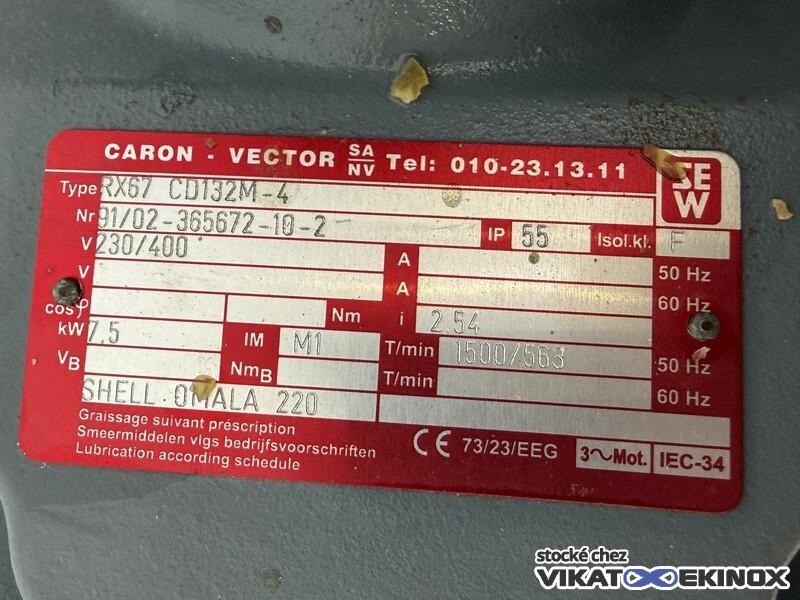 CARON - VECTOR SA/NV Tel: 010-23.13.11
SEW
Type RX67 CD132M-4
Nr 91/02-365672-10-2 IP 55 Isol.kl. F
V 230/400 A 50 Hz
V A 60 Hz
cosφ Nm i 2.54
kW 7,5 IM M1 T/min 1500/563 50 Hz
VB NmB T/min 60 Hz
SHELL OMALA 220
Graissage suivant préscription
Smeermiddelen vlgs bedrijfsvoorschriften
Lubrication according schedule
CE 73/23/EEG 3~Mot. IEC-34
stocké chez
VIKATOO EKINOX